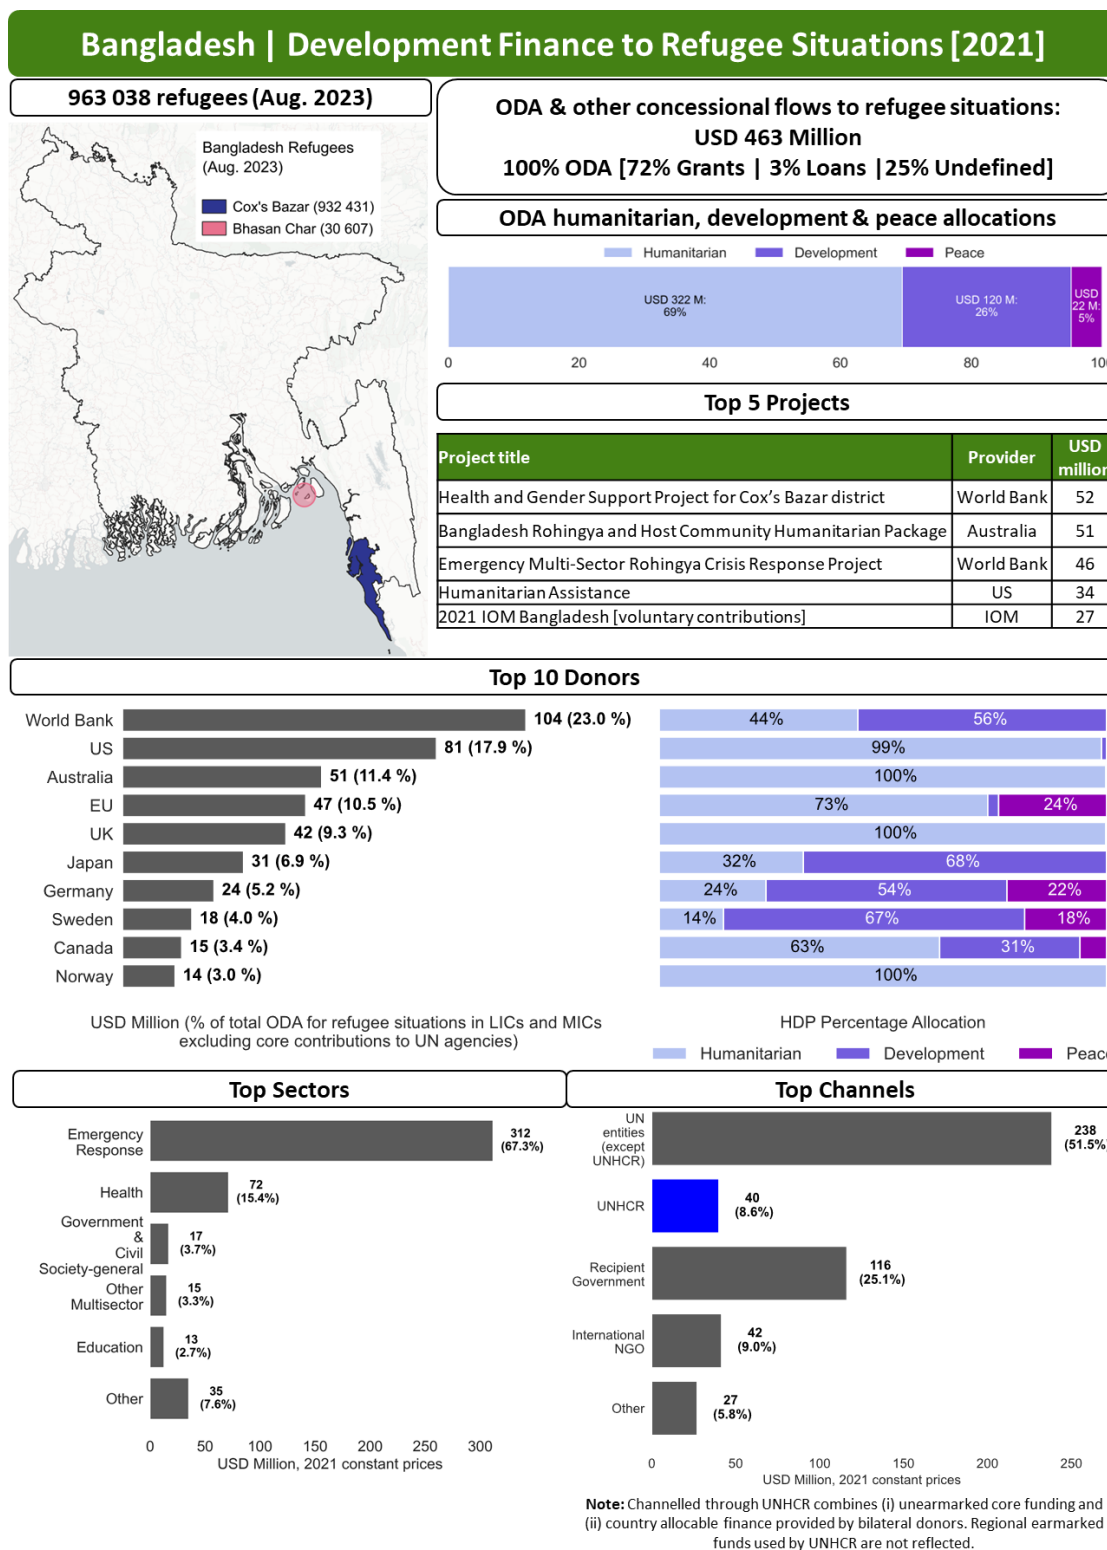 Bangladesh | Development Finance to Refugee Situations [2021]
963 038 refugees (Aug. 2023)
Bangladesh Refugees
(Aug. 2023)
Cox's Bazar (932 431)
Bhasan Char (30 607)
ODA & other concessional flows to refugee situations:
USD 463 Million
100% ODA [72% Grants | 3% Loans |25% Undefined]
ODA humanitarian, development & peace allocations
Humanitarian Development Peace
USD 322 M:
69%
USD 120 M:
26%
USD
22 M:
5%
0 20 40 60 80 10
Top 5 Projects
Project title Provider USD
million
Health and Gender Support Project for Cox's Bazar district World Bank 52
Bangladesh Rohingya and Host Community Humanitarian Package Australia 51
Emergency Multi-Sector Rohingya Crisis Response Project World Bank 46
Humanitarian Assistance US 34
2021 IOM Bangladesh [voluntary contributions] IOM 27
Top 10 Donors
World Bank 104 (23.0 %) 44% 56%
US 81 (17.9 %) 99%
Australia 51 (11.4 %) 100%
EU 47 (10.5 %) 73% 24%
UK 42 (9.3 %) 100%
Japan 31 (6.9 %) 32% 68%
Germany 24 (5.2 %) 24% 54% 22%
Sweden 18 (4.0 %) 14% 67% 18%
Canada 15 (3.4 %) 63% 31%
Norway 14 (3.0 %) 100%
USD Million (% of total ODA for refugee situations in LICs and MICs
excluding core contributions to UN agencies)
HDP Percentage Allocation
Humanitarian Development Peac
Top Sectors
Emergency
Response
312
(67.3%)
Health
72
(15.4%)
Government
&
Civil
Society-general
17
(3.7%)
Other
Multisector
15
(3.3%)
Education
13
(2.7%)
Other
35
(7.6%)
0 50 100 150 200 250 300
USD Million, 2021 constant prices
Top Channels
UN
entities
(except
UNHCR)
238
(51.5%)
UNHCR
40
(8.6%)
Recipient
Government
116
(25.1%)
International
NGO
42
(9.0%)
Other
27
(5.8%)
0 50 100 150 200 250
USD Million, 2021 constant prices
Note: Channelled through UNHCR combines (i) unearmarked core funding and
(ii) country allocable finance provided by bilateral donors. Regional earmarked
funds used by UNHCR are not reflected.